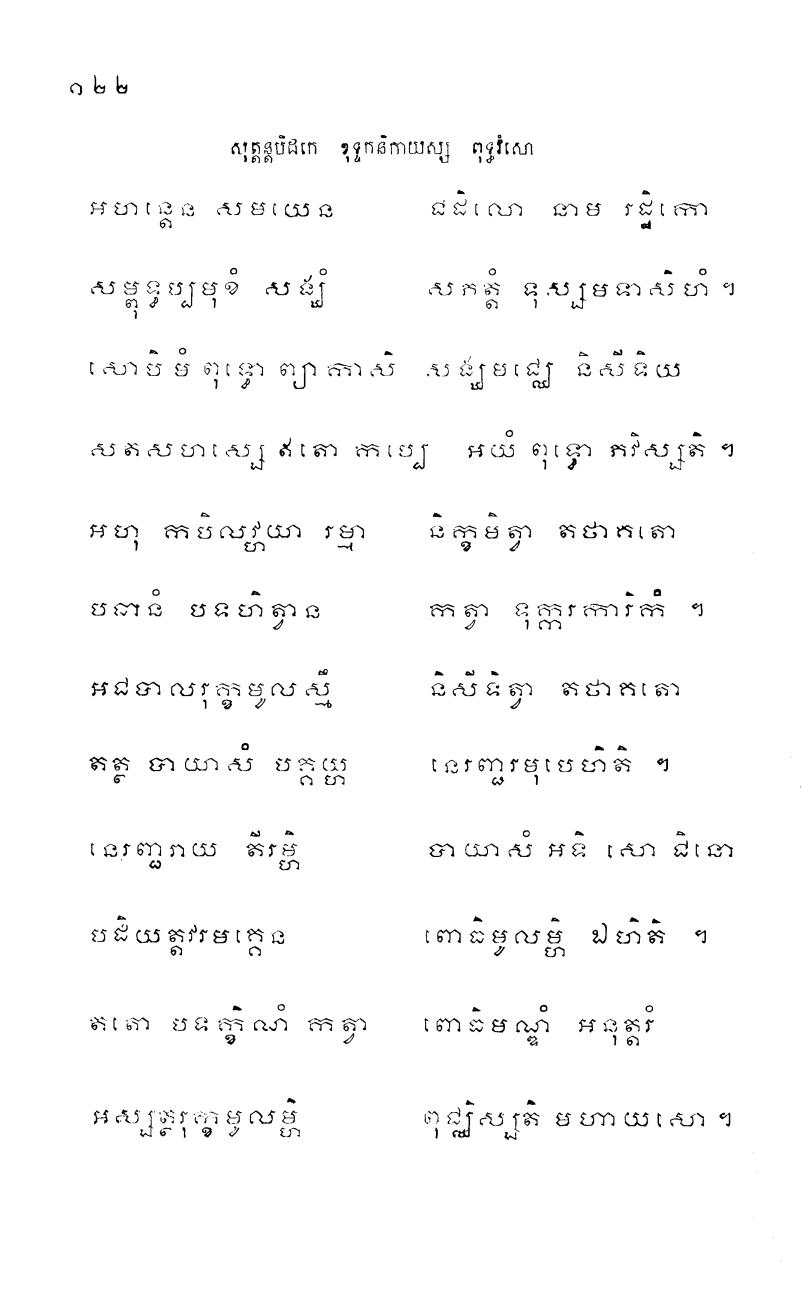 ១២២
សុត្តន្តបិដកេ ខុទ្ទកនិកាយស្ស ពុទ្ធវំសោ
អហន្តេន សមយេន ជដិលោ នាម រដ្ឋិកោ
សម្ពុទ្ធប្បមុខំ សង្ឃំ សភត្តំ ទុស្សមទាសិហំ ។
សោបិ មំ ពុទ្ធោ ព្យាកាសិ សង្ឃមជ្ឈេ និសីទិយ
សតសហស្សេ ឥតោ កប្បេ អយំ ពុទ្ធោ ភវិស្សតិ ។
អហុ កបិលវ្ហយា រម្មា និក្ខមិត្វា តថាគតោ
បធានំ បទហិត្វាន កត្វា ទុក្ករការិកំ ។
អជបាលរុក្ខមូលស្មឹ និសីទិត្វា តថាគតោ
តត្ថ បាយាសំ បគ្គយ្ហ នេរញ្ជរមុបេហិតិ ។
នេរញ្ជរាយ តីរម្ហិ បាយាសំ អទិ សោ ជិនោ
បដិយត្តវរមគ្គេន ពោធិមូលម្ហិ ឯហិតិ ។
តតោ បទក្ខិណំ កត្វា ពោធិមណ្ឌំ អនុត្តរំ
អស្សត្ថរុក្ខមូលម្ហិ ពុជ្ឈិស្សតិ មហាយសោ ។